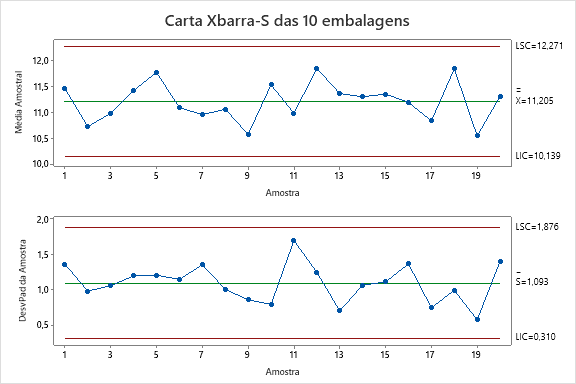 Carta Xbarra-S das 10 embalagens
Média Amostral
12,0
11,5
11,0
10,5
10,0
LSC=12,271
X=11,205
LIC=10,139
1 3 5 7 9 11 13 15 17 19
Amostra
DesvPad da Amostra
2,0
1,5
1,0
0,5
LSC=1,876
S=1,093
LIC=0,310
1 3 5 7 9 11 13 15 17 19
Amostra